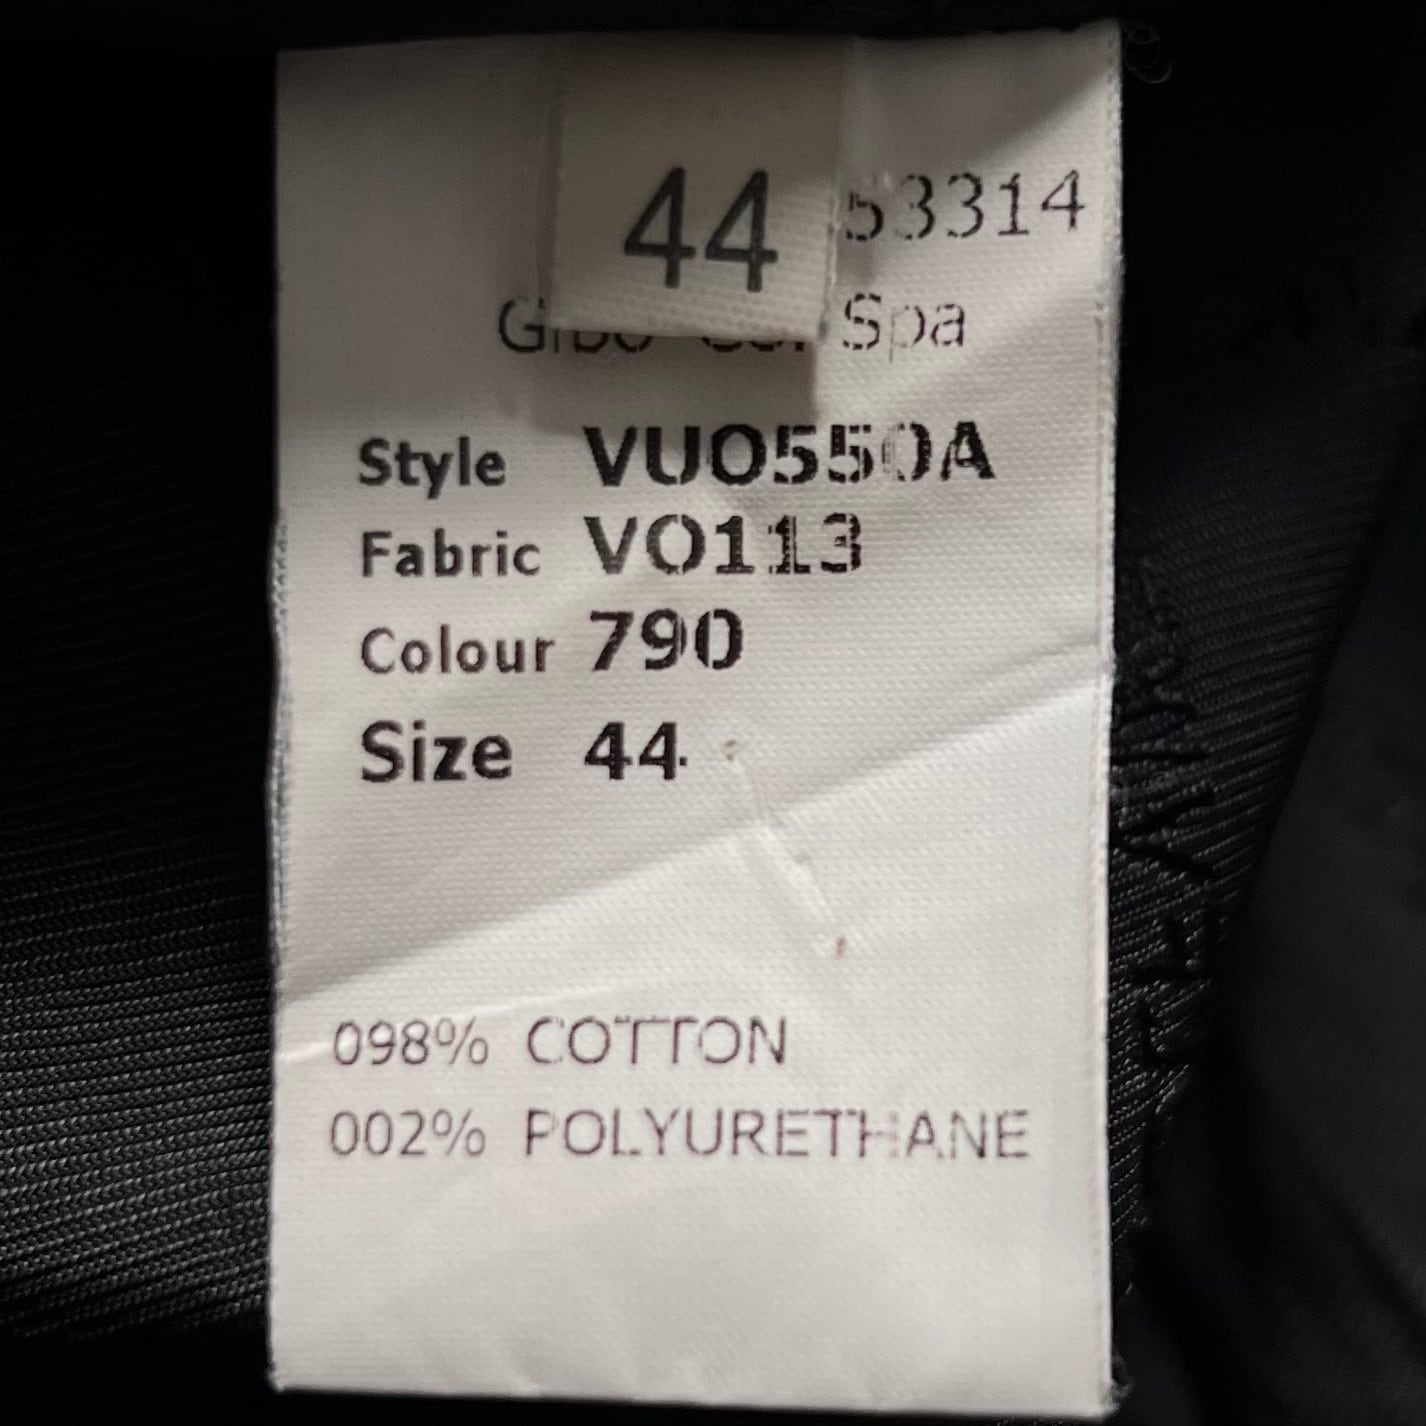 44
53314
Spa
Style VUO550A
Fabric VO113
Colour 790
Size 44
098% COTTON
002% POLYURETHANE